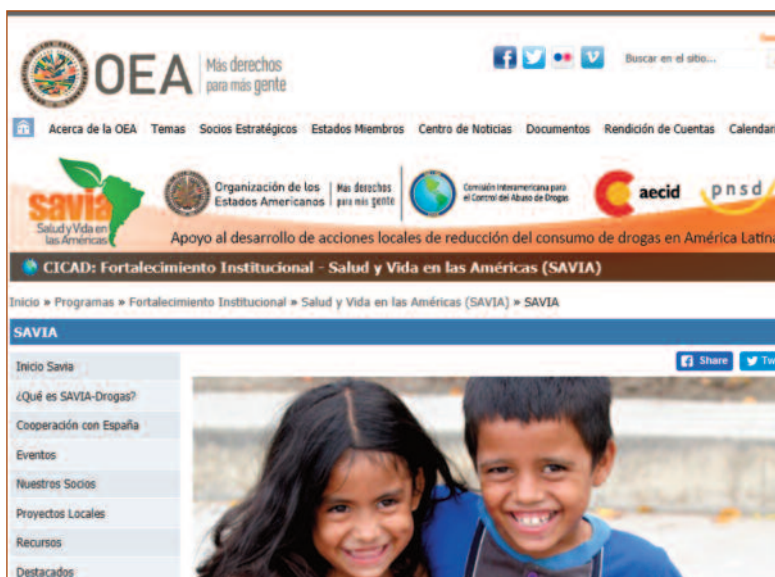 OEA
Más derechos
para más gente
Buscar en el sitio...
Acerca de la OEA Temas Socios Estratégicos Estados Miembros Centro de Noticias Documentos Rendición de Cuentas Calendar
savia
Salud y Vida en
las Américas
Organización de los
Estados Americanos
Más derechos
para más gente
Comisión Interamericana para
el Control del Abuso de Drogas
aecid
pnsd
Apoyo al desarrollo de acciones locales de reducción del consumo de drogas en América Latina
CICAD: Fortalecimiento Institucional - Salud y Vida en las Américas (SAVIA)
Inicio » Programas » Fortalecimiento Institucional » Salud y Vida en las Américas (SAVIA) » SAVIA
SAVIA
Share
Tw
Inicio Savia
¿Qué es SAVIA-Drogas?
Cooperación con España
Eventos
Nuestros Socios
Proyectos Locales
Recursos
Destacados